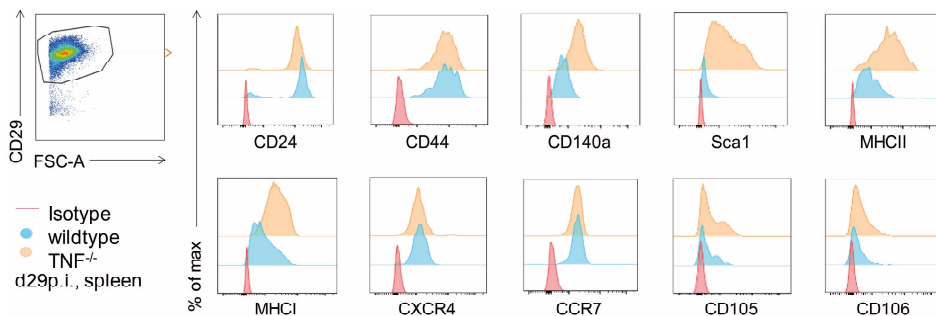 CD29
FSC-A
Isotype
wildtype
TNF-/-
d29p.i., spleen
% of max
CD24
CD44
CD140a
Sca1
MHCII
MHCI
CXCR4
CCR7
CD105
CD106